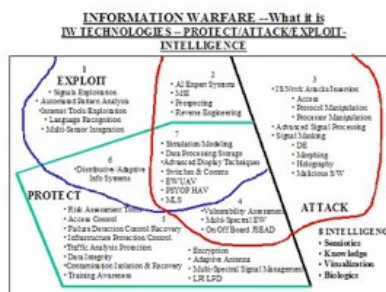 INFORMATION WARFARE --What it is
IW TECHNOLOGIES – PROTECT/ATTACK/EXPLOIT-
INTELLIGENCE
1
EXPLOIT
• Signals Exploitation
• Automated Pattern Analysis
Tools Exploitation
• Language Recognition
• Multi-Sensor Integration
2
• AI Expert Systems
• MSI
• Prospecting
• Reverse Engineering
3
• IS/Network Attacks/Insertion
• Access
• Protocol Manipulation
• Processor Manipulation
• Advanced Signal Processing
• Signal Masking
• DE
• Morphing
• Holography
• Malicious S/W
7
• Simulation Modeling
• Data Processing/Storage
• Advanced Display Techniques
• Switches & Comms
• EW/UAV
• PSYOP HAV
• MLS
6
• Distributive/Adaptive
Info Systems
PROTECT
• Risk Assessment Tools
• Access Control
• Failure Detection Control/Recovery
• Infrastructure Protection/Control
• Traffic Analysis Protection
• Data Integrity
• Contamination Isolation & Recovery
• Training Awareness
5
• Encryption
• Adaptive Antenna
• Multi-Spectral Signal Management
• LPI LPD
4
• Vulnerability Assessment
• Multi-Spectral EW
• On/Off Board
ATTACK
8 INTELLIGENCE
• Semiotics
• Knowledge
• Visualization
• Biologics